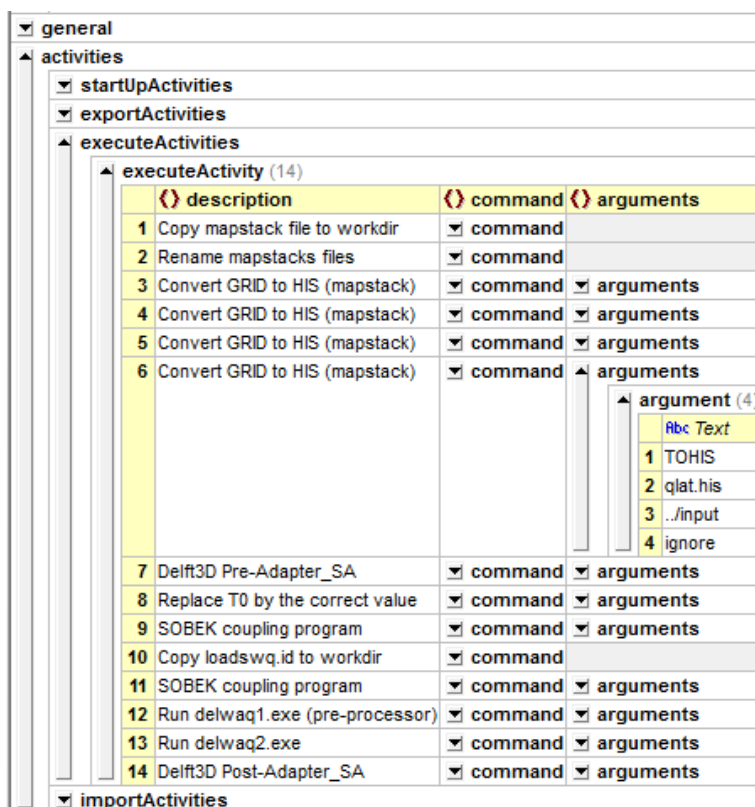 general
activities
startUpActivities
exportActivities
executeActivities
executeActivity (14)
{} description {} command {} arguments
1 Copy mapstack file to workdir command
2 Rename mapstacks files command
3 Convert GRID to HIS (mapstack) command arguments
4 Convert GRID to HIS (mapstack) command arguments
5 Convert GRID to HIS (mapstack) command arguments
6 Convert GRID to HIS (mapstack) command arguments
argument (4)
Abc Text
1 TOHIS
2 qlat.his
3 ../input
4 ignore
7 Delft3D Pre-Adapter_SA command arguments
8 Replace T0 by the correct value command arguments
9 SOBEK coupling program command arguments
10 Copy loadswq.id to workdir command
11 SOBEK coupling program command arguments
12 Run delwaq1.exe (pre-processor) command arguments
13 Run delwaq2.exe command arguments
14 Delft3D Post-Adapter_SA command arguments
importActivities